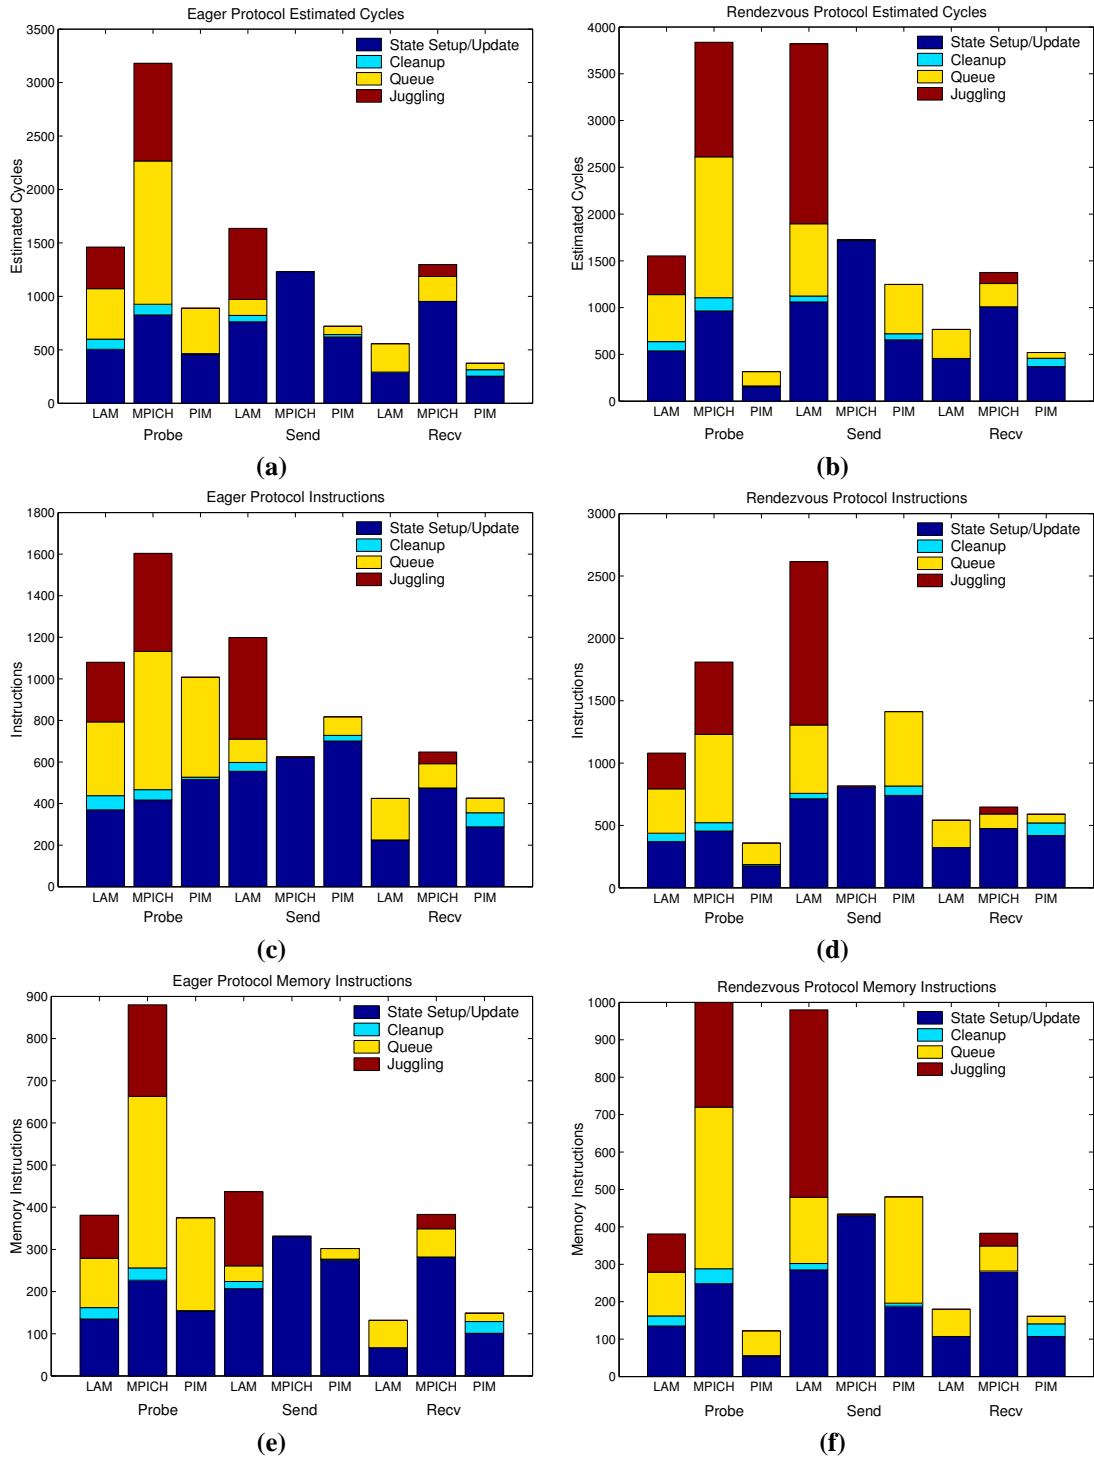 Eager Protocol Estimated Cycles
3500
3000
2500
2000
1500
1000
500
0
Estimated Cycles
State Setup/Update
Cleanup
Queue
Juggling
LAM MPICH PIM LAM MPICH PIM LAM MPICH PIM
Probe Send Recv
(a)
Rendezvous Protocol Estimated Cycles
4000
3500
3000
2500
2000
1500
1000
500
0
Estimated Cycles
State Setup/Update
Cleanup
Queue
Juggling
LAM MPICH PIM LAM MPICH PIM LAM MPICH PIM
Probe Send Recv
(b)
Eager Protocol Instructions
1800
1600
1400
1200
1000
800
600
400
200
0
Instructions
State Setup/Update
Cleanup
Queue
Juggling
LAM MPICH PIM LAM MPICH PIM LAM MPICH PIM
Probe Send Recv
(c)
Rendezvous Protocol Instructions
3000
2500
2000
1500
1000
500
0
Instructions
State Setup/Update
Cleanup
Queue
Juggling
LAM MPICH PIM LAM MPICH PIM LAM MPICH PIM
Probe Send Recv
(d)
Eager Protocol Memory Instructions
900
800
700
600
500
400
300
200
100
0
Memory Instructions
State Setup/Update
Cleanup
Queue
Juggling
LAM MPICH PIM LAM MPICH PIM LAM MPICH PIM
Probe Send Recv
(e)
Rendezvous Protocol Memory Instructions
1000
900
800
700
600
500
400
300
200
100
0
Memory Instructions
State Setup/Update
Cleanup
Queue
Juggling
LAM MPICH PIM LAM MPICH PIM LAM MPICH PIM
Probe Send Recv
(f)